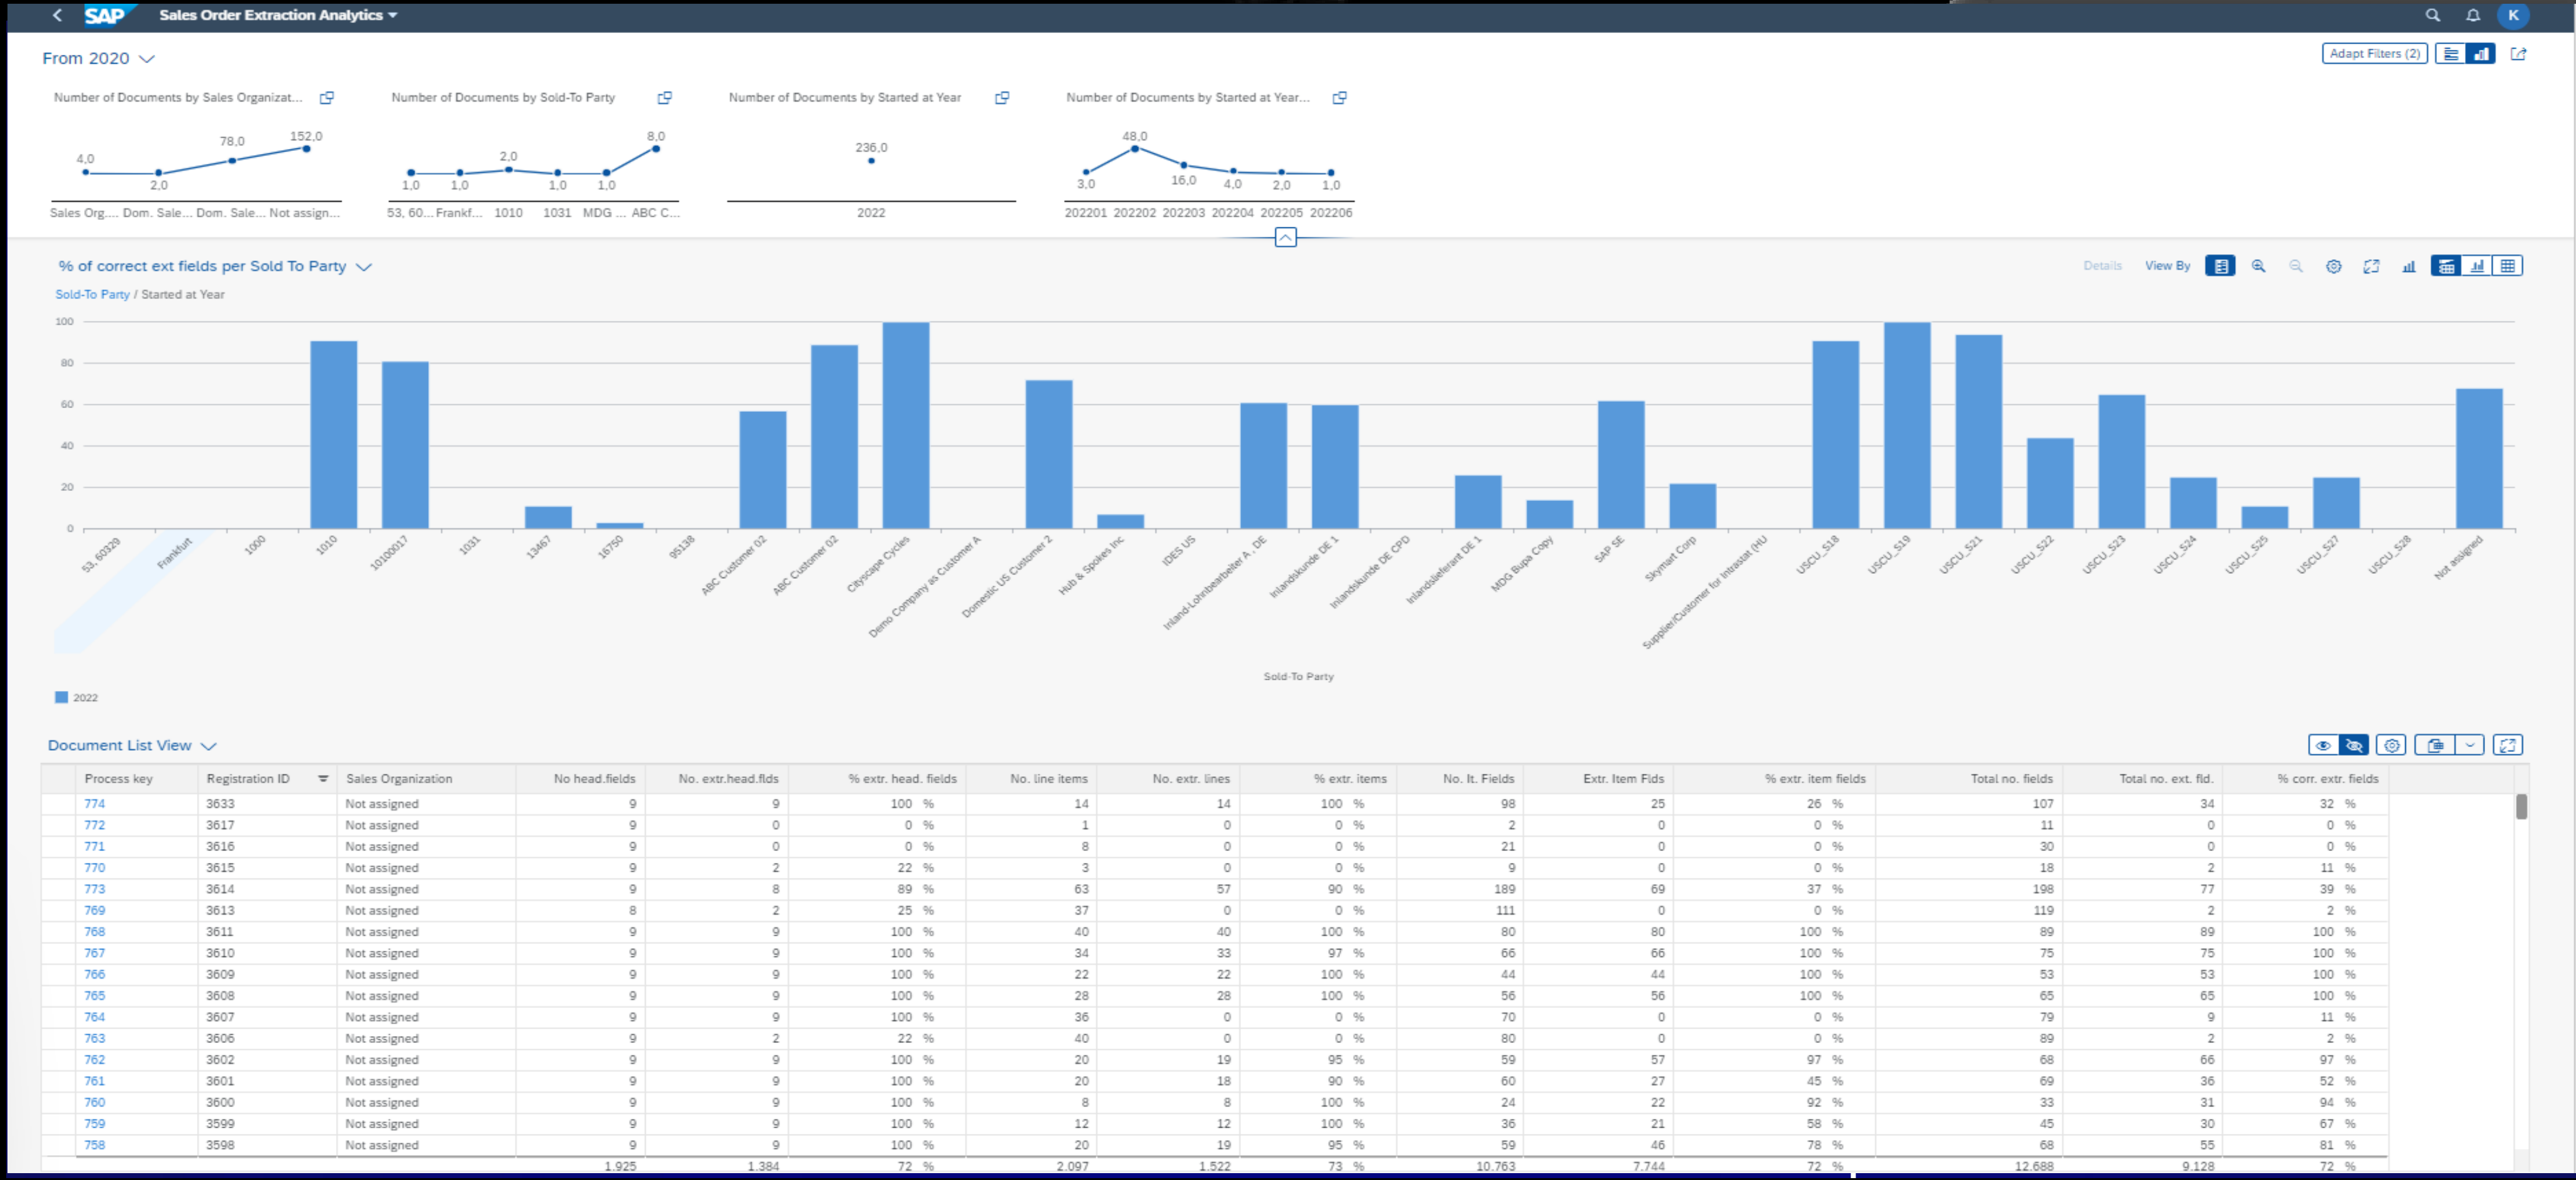 SAP Sales Order Extraction Analytics K
From 2020 Adapt Filters (2)
Number of Documents by Sales Organizat... Number of Documents by Sold-To Party Number of Documents by Started at Year Number of Documents by Started at Year...
4,0 2,0 78,0 152,0
Sales Org.... Dom. Sale... Dom. Sale... Not assign...
1,0 1,0 2,0 1,0 1,0 8,0
53, 60... Frankf... 1010 1031 MDG ... ABC C...
236,0
2022
3,0 48,0 16,0 4,0 2,0 1,0
202201 202202 202203 202204 202205 202206
% of correct ext fields per Sold To Party Details View By
Sold-To Party / Started at Year
100
80
60
40
20
0
53, 60329
Frankfurt
1000
1010
10100017
1031
13467
16750
95138
ABC Customer 02
ABC Customer 02
Cityscape Cycles
Demo Company as Customer A
Domestic US Customer 2
Hub & Spokes Inc
IDES US
Inland-Lohnbearbeiter A , DE
Inlandskunde DE 1
Inlandskunde DE CPD
Inlandslieferant DE 1
MDG Bupa Copy
SAP SE
Skymart Corp
Supplier/Customer for Intrastat (HU
USCU_S18
USCU_S19
USCU_S21
USCU_S22
USCU_S23
USCU_S24
USCU_S25
USCU_S27
USCU_S28
Not assigned
Sold-To Party
2022
Document List View
Process key Registration ID Sales Organization No head.fields No. extr.head.flds % extr. head. fields No. line items No. extr. lines % extr. items No. It. Fields Extr. Item Flds % extr. item fields Total no. fields Total no. ext. fld. % corr. extr. fields
774 3633 Not assigned 9 9 100 % 14 14 100 % 98 25 26 % 107 34 32 %
772 3617 Not assigned 9 0 0 % 1 0 0 % 2 0 0 % 11 0 0 %
771 3616 Not assigned 9 0 0 % 8 0 0 % 21 0 0 % 30 0 0 %
770 3615 Not assigned 9 2 22 % 3 0 0 % 9 0 0 % 18 2 11 %
773 3614 Not assigned 9 8 89 % 63 57 90 % 189 69 37 % 198 77 39 %
769 3613 Not assigned 8 2 25 % 37 0 0 % 111 0 0 % 119 2 2 %
768 3611 Not assigned 9 9 100 % 40 40 100 % 80 80 100 % 89 89 100 %
767 3610 Not assigned 9 9 100 % 34 33 97 % 66 66 100 % 75 75 100 %
766 3609 Not assigned 9 9 100 % 22 22 100 % 44 44 100 % 53 53 100 %
765 3608 Not assigned 9 9 100 % 28 28 100 % 56 56 100 % 65 65 100 %
764 3607 Not assigned 9 9 100 % 36 0 0 % 70 0 0 % 79 9 11 %
763 3606 Not assigned 9 2 22 % 40 0 0 % 80 0 0 % 89 2 2 %
762 3602 Not assigned 9 9 100 % 20 19 95 % 59 57 97 % 68 66 97 %
761 3601 Not assigned 9 9 100 % 20 18 90 % 60 27 45 % 69 36 52 %
760 3600 Not assigned 9 9 100 % 8 8 100 % 24 22 92 % 33 31 94 %
759 3599 Not assigned 9 9 100 % 12 12 100 % 36 21 58 % 45 30 67 %
758 3598 Not assigned 9 9 100 % 20 19 95 % 59 46 78 % 68 55 81 %
1.925 1.384 72 % 2.097 1.522 73 % 10.763 7.744 72 % 12.688 9.128 72 %